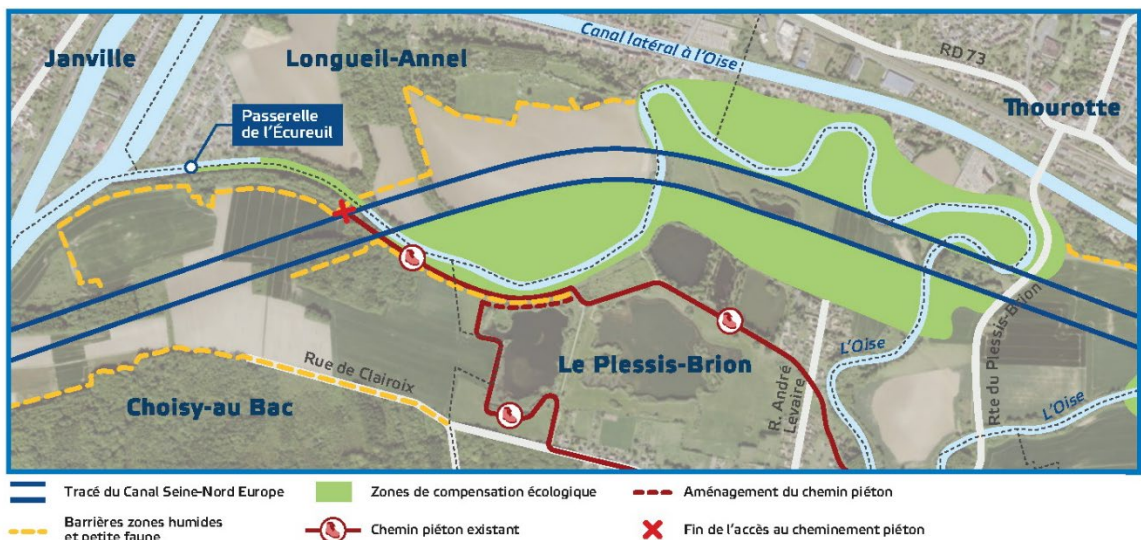 Janville
Longueil-Annel
Canal latéral à l'Oise
RD 73
Thourotte
Passerelle
de l'Écureuil
L'Oise
Rte du Plessis-Brion
Le Plessis-Brion
R. André
Levaire
Rue de Clairoix
Choisy-au Bac
L'Oise
Tracé du Canal Seine-Nord Europe
Zones de compensation écologique
Aménagement du chemin piéton
Barrières zones humides
et petite faune
Chemin piéton existant
Fin de l'accès au cheminement piéton